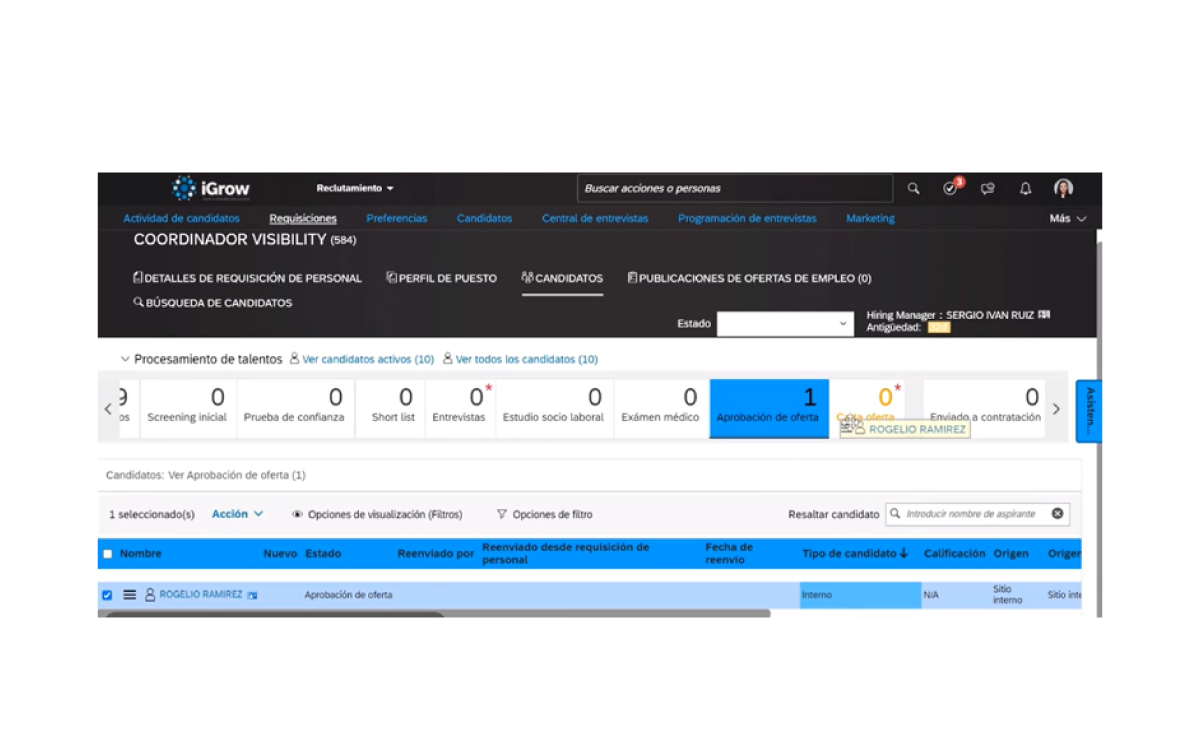 iGrow
Reclutamiento
Buscar acciones o personas
3
Actividad de candidatos Requisiciones Preferencias Candidatos Central de entrevistas Programación de entrevistas Marketing Más
COORDINADOR VISIBILITY (584)
DETALLES DE REQUISICIÓN DE PERSONAL PERFIL DE PUESTO CANDIDATOS PUBLICACIONES DE OFERTAS DE EMPLEO (0)
BÚSQUEDA DE CANDIDATOS
Estado
Hiring Manager : SERGIO IVAN RUIZ
Antigüedad:
Procesamiento de talentos Ver candidatos activos (10) Ver todos los candidatos (10)
9 0 0 0 0* 0 0 1 0* 0
os Screening inicial Prueba de confianza Short list Entrevistas Estudio socio laboral Exámen médico Aprobación de oferta Carta oferta Enviado a contratación
ROGELIO RAMIREZ
Asisten...
Candidatos: Ver Aprobación de oferta (1)
1 seleccionado(s) Acción Opciones de visualización (Filtros) Opciones de filtro Resaltar candidato Introducir nombre de aspirante
Nombre Nuevo Estado Reenviado por Reenviado desde requisición de personal Fecha de reenvío Tipo de candidato Calificación Origen Origen
ROGELIO RAMIREZ Aprobación de oferta Interno N/A Sitio interno Sitio inte